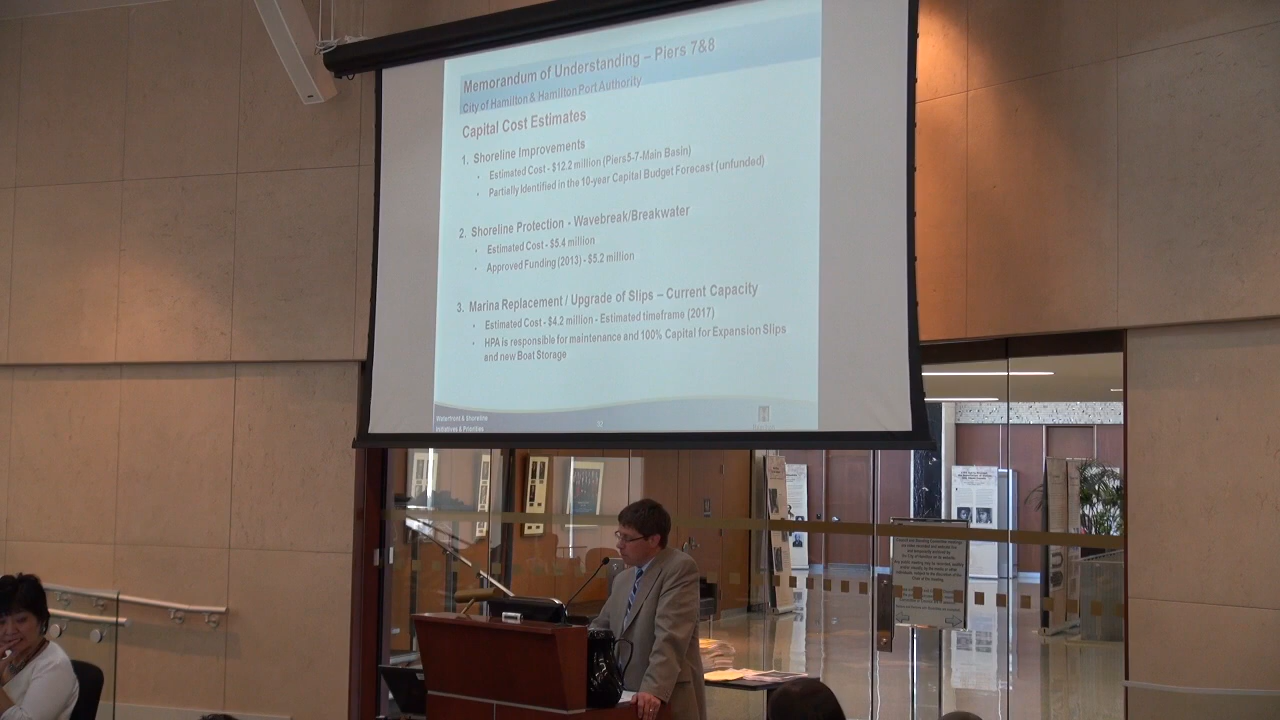 Memorandum of Understanding – Piers 7&8
City of Hamilton & Hamilton Port Authority
Capital Cost Estimates
1. Shoreline Improvements
• Estimated Cost - $12.2 million (Piers5-7-Main Basin)
• Partially Identified in the 10-year Capital Budget Forecast (unfunded)
2. Shoreline Protection - Wavebreak/Breakwater
• Estimated Cost - $5.4 million
• Approved Funding (2013) - $5.2 million
3. Marina Replacement / Upgrade of Slips – Current Capacity
• Estimated Cost - $4.2 million - Estimated timeframe (2017)
• HPA is responsible for maintenance and 100% Capital for Expansion Slips
and new Boat Storage
Waterfront & Shoreline
Initiatives & Priorities